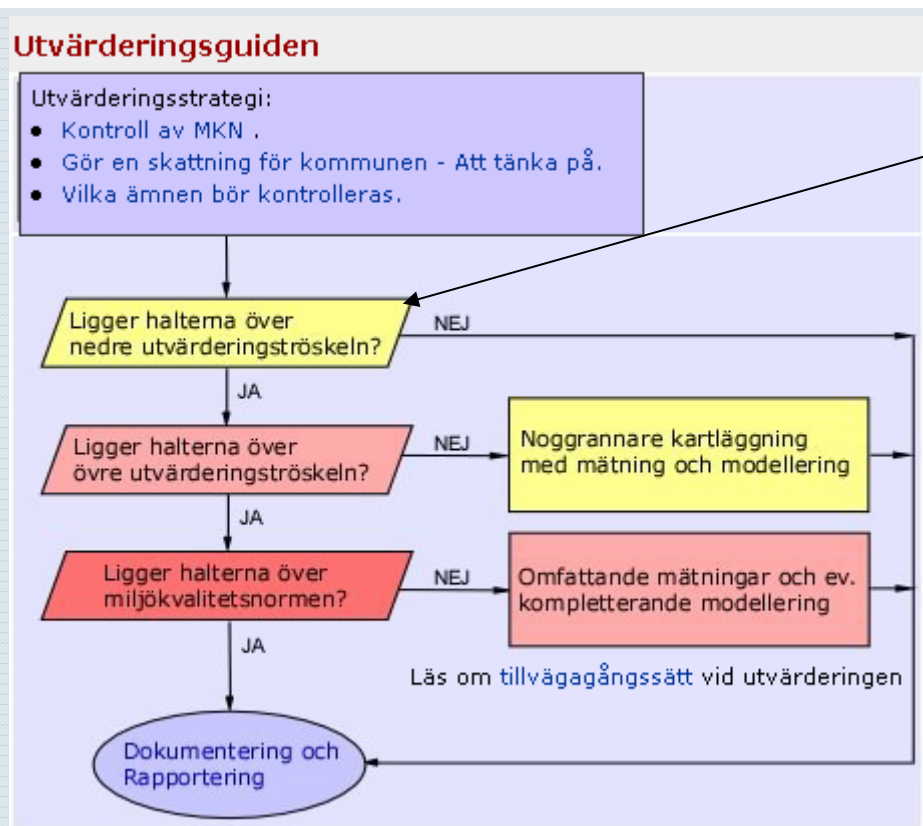 Utvärderingsguiden
Utvärderingsstrategi:
• Kontroll av MKN .
• Gör en skattning för kommunen - Att tänka på.
• Vilka ämnen bör kontrolleras.
Ligger halterna över
nedre utvärderingströskeln?
NEJ
JA
Ligger halterna över
övre utvärderingströskeln?
NEJ
Noggrannare kartläggning
med mätning och modellering
JA
Ligger halterna över
miljökvalitetsnormen?
NEJ
Omfattande mätningar och ev.
kompletterande modellering
JA
Läs om tillvägagångssätt vid utvärderingen
Dokumentering och
Rapportering